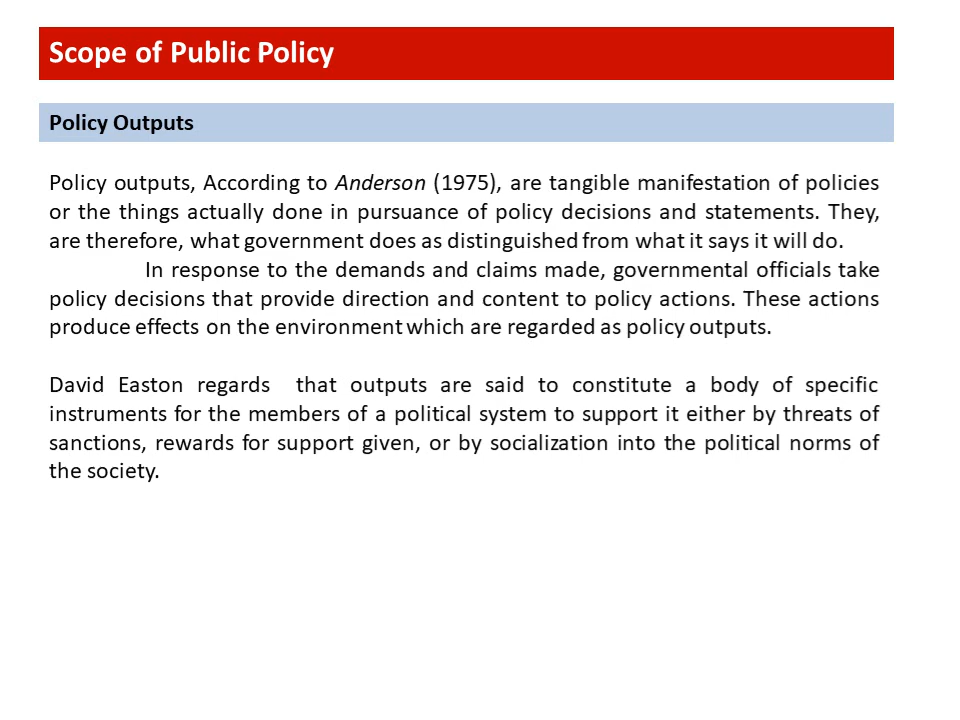 Scope of Public Policy
Policy Outputs
Policy outputs, According to Anderson (1975), are tangible manifestation of policies
or the things actually done in pursuance of policy decisions and statements. They,
are therefore, what government does as distinguished from what it says it will do.
In response to the demands and claims made, governmental officials take
policy decisions that provide direction and content to policy actions. These actions
produce effects on the environment which are regarded as policy outputs.
David Easton regards that outputs are said to constitute a body of specific
instruments for the members of a political system to support it either by threats of
sanctions, rewards for support given, or by socialization into the political norms of
the society.